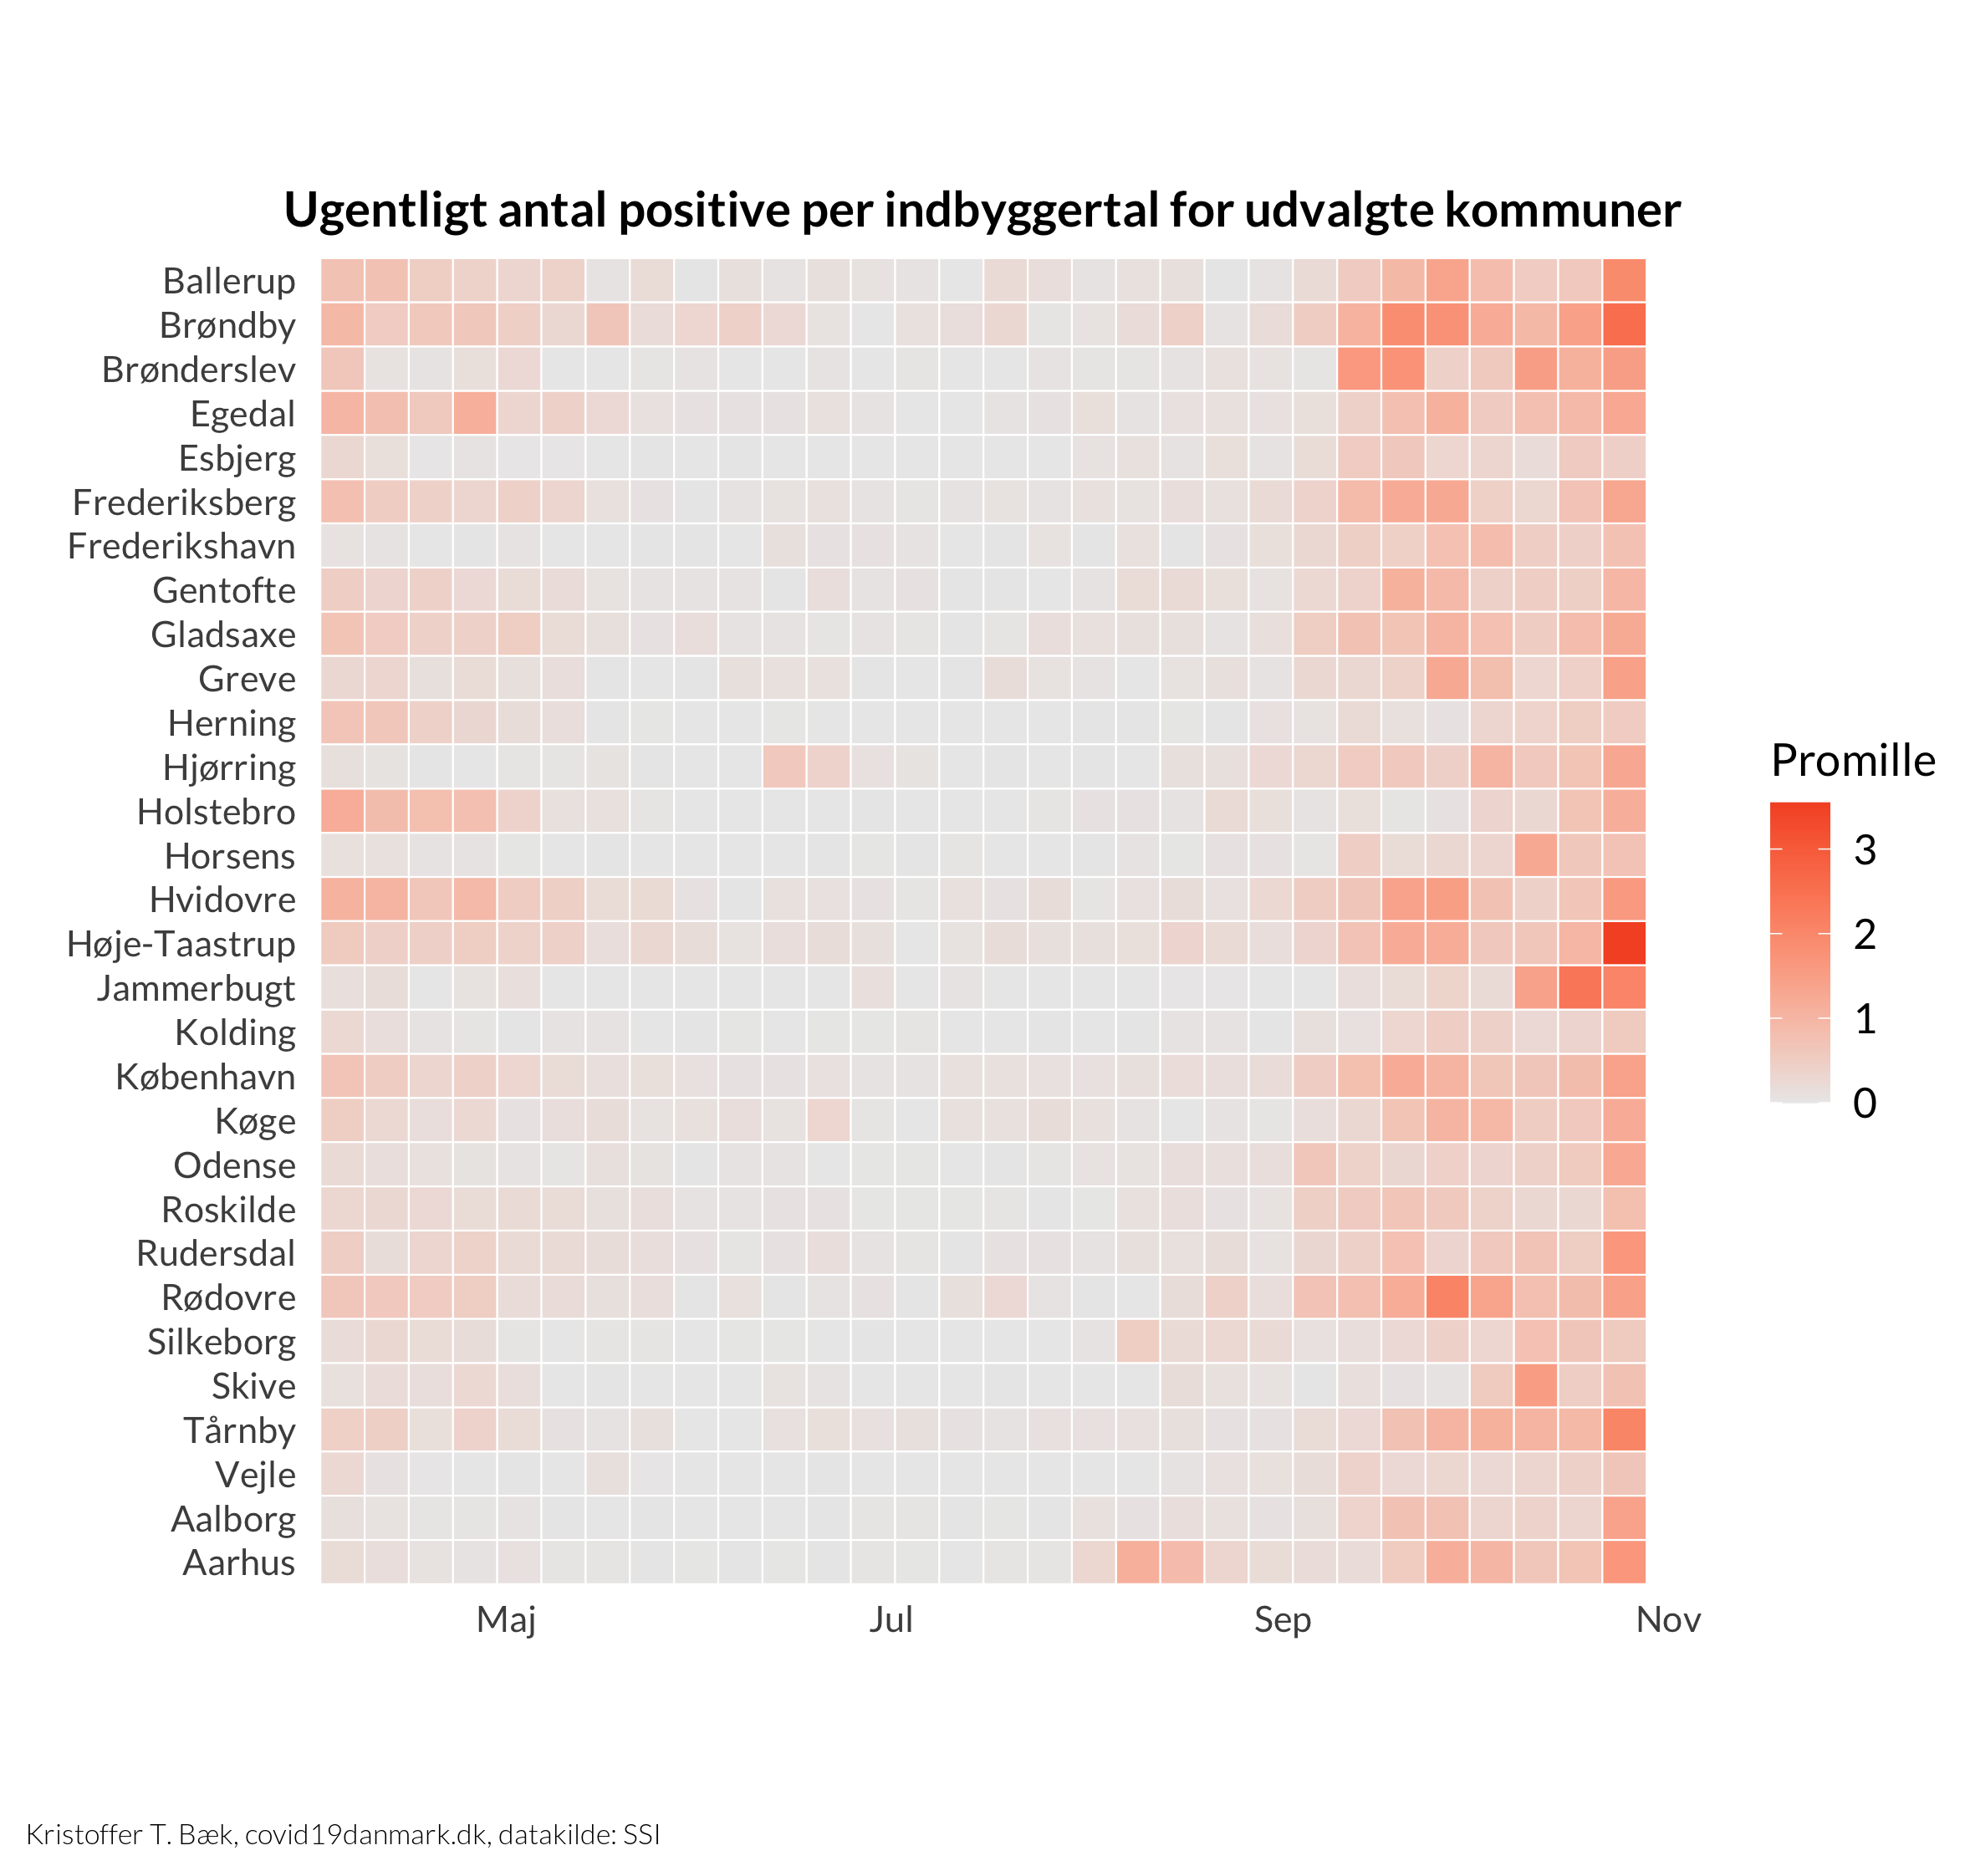 Ugentligt antal positive per indbyggertal for udvalgte kommuner
Ballerup
Brøndby
Brønderslev
Egedal
Esbjerg
Frederiksberg
Frederikshavn
Gentofte
Gladsaxe
Greve
Herning
Hjørring
Holstebro
Horsens
Hvidovre
Høje-Taastrup
Jammerbugt
Kolding
København
Køge
Odense
Roskilde
Rudersdal
Rødovre
Silkeborg
Skive
Tårnby
Vejle
Aalborg
Aarhus
Maj Jul Sep Nov
Promille
3
2
1
0
Kristoffer T. Bæk, covid19danmark.dk, datakilde: SSI